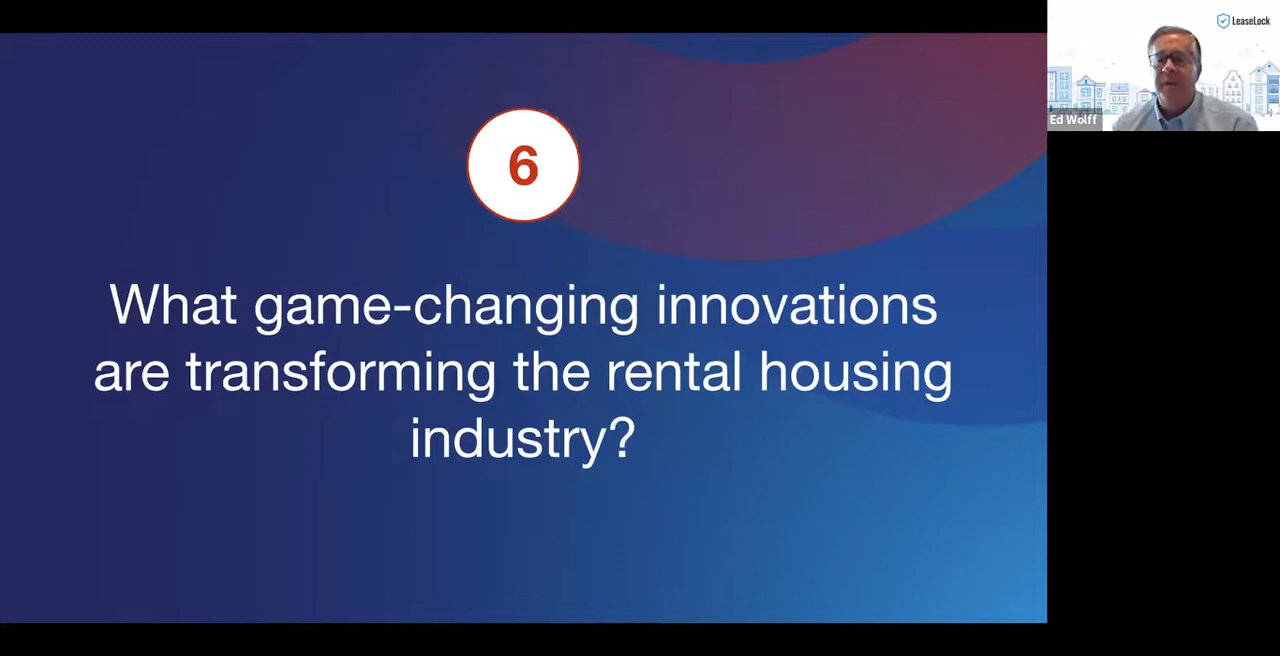 6
What game-changing innovations
are transforming the rental housing
industry?
LeaseLock
Ed Wolff